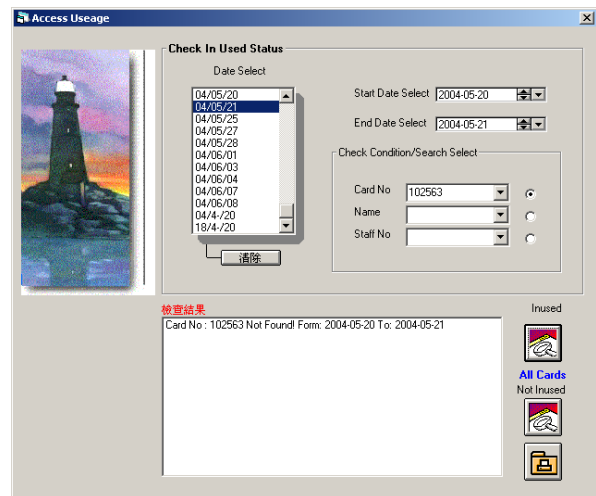 Access Useage
Check In Used Status
Date Select
04/05/20
04/05/21
04/05/25
04/05/27
04/05/28
04/06/01
04/06/03
04/06/04
04/06/07
04/06/08
04/4-/20
18/4-/20
清除
Start Date Select 2004-05-20
End Date Select 2004-05-21
Check Condition/Search Select
Card No 102563
Name
Staff No
檢查結果
Card No : 102563 Not Found! Form: 2004-05-20 To: 2004-05-21
Inused
All Cards
Not Inused